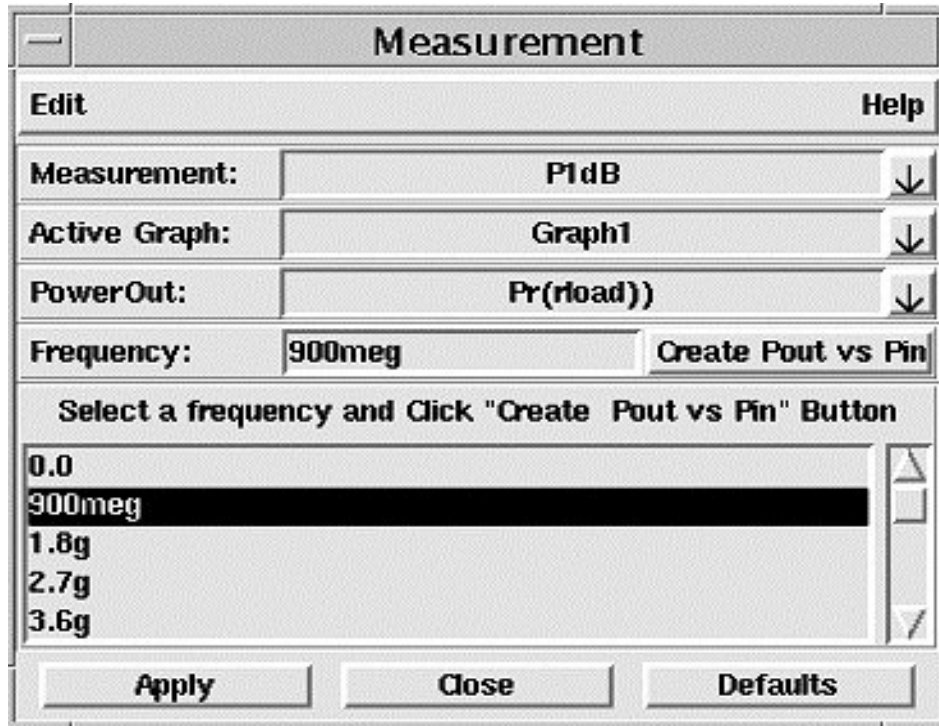 Measurement
Edit Help
Measurement: P1dB
Active Graph: Graph1
PowerOut: Pr(rload))
Frequency: 900meg Create Pout vs Pin
Select a frequency and Click "Create Pout vs Pin" Button
0.0
900meg
1.8g
2.7g
3.6g
Apply Close Defaults